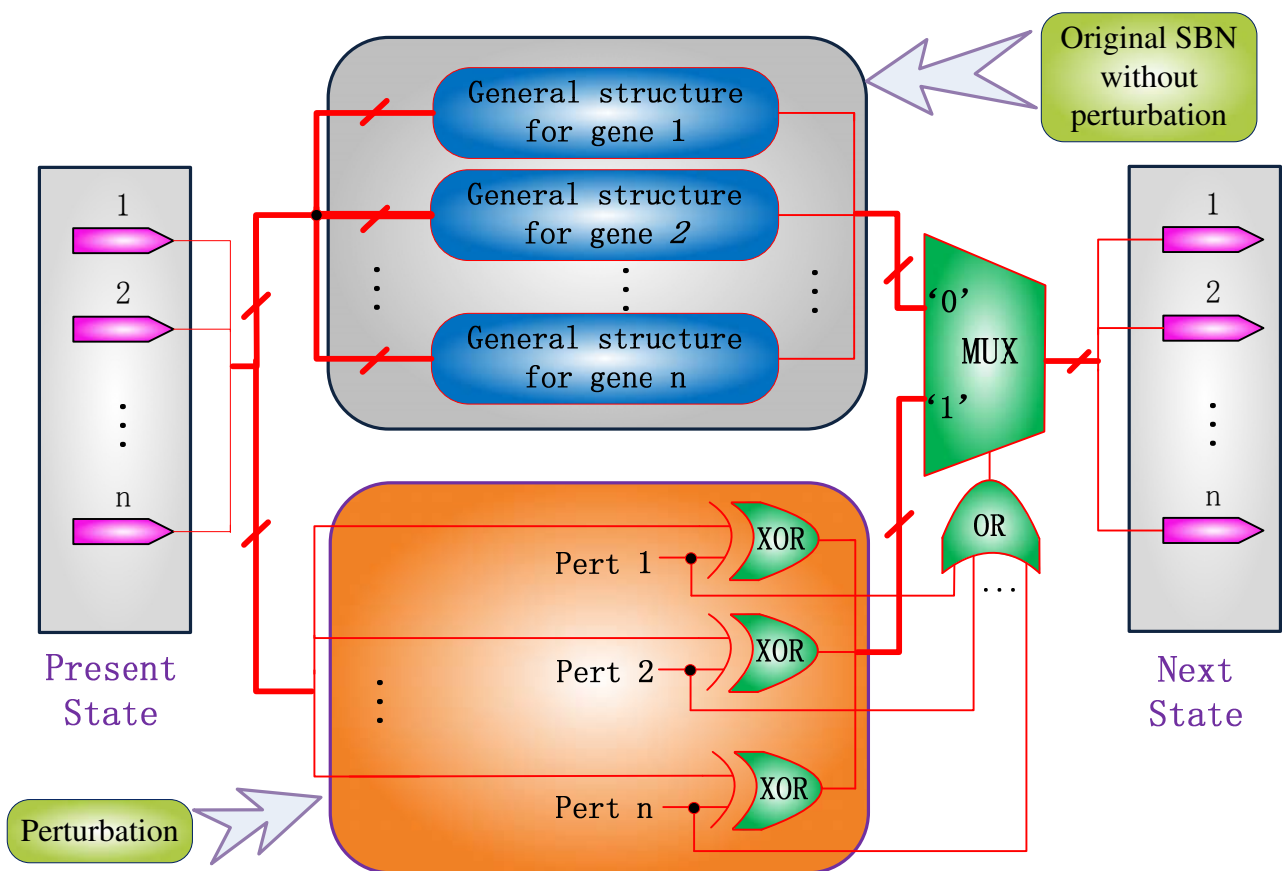 Original SBN
without
perturbation
General structure
for gene 1
General structure
for gene 2
General structure
for gene n
1
2
n
Present
State
‘0’
MUX
‘1’
OR
1
2
n
Next
State
XOR
Pert 1
XOR
Pert 2
XOR
Pert n
Perturbation